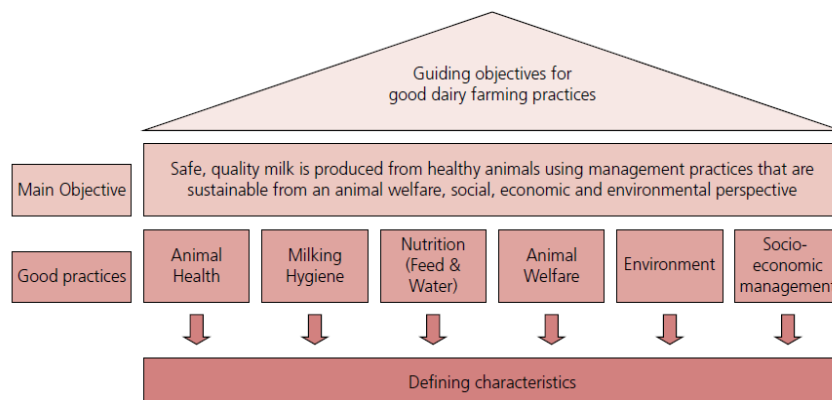 Guiding objectives for
good dairy farming practices
Main Objective
Safe, quality milk is produced from healthy animals using management practices that are
sustainable from an animal welfare, social, economic and environmental perspective
Good practices
Animal
Health
Milking
Hygiene
Nutrition
(Feed &
Water)
Animal
Welfare
Environment
Socio-
economic
management
Defining characteristics